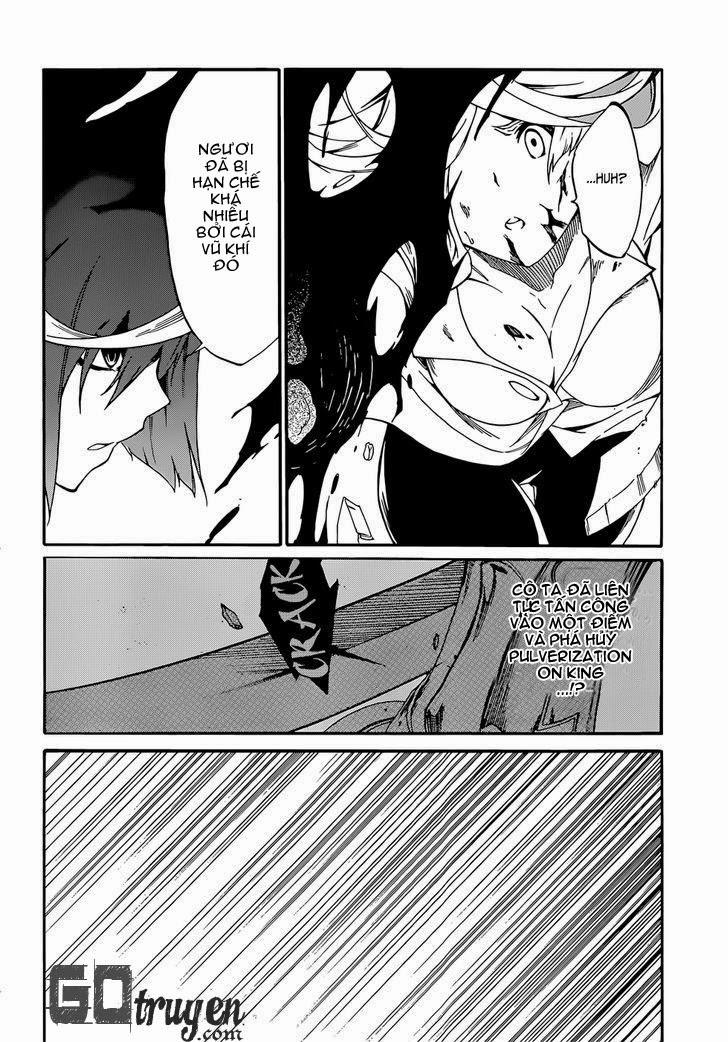 ...HUH?
NGƯƠI
ĐÃ BỊ
HẠN CHẾ
KHÁ
NHIỀU
BỞI CÁI
VŨ KHÍ
ĐÓ
CÔ TA ĐÃ LIÊN
TỤC TẤN CÔNG
VÀO MỘT ĐIỂM
VÀ PHÁ HỦY
PULVERIZATION
ON KING
...!?
CRACK
GOtruyen
.com